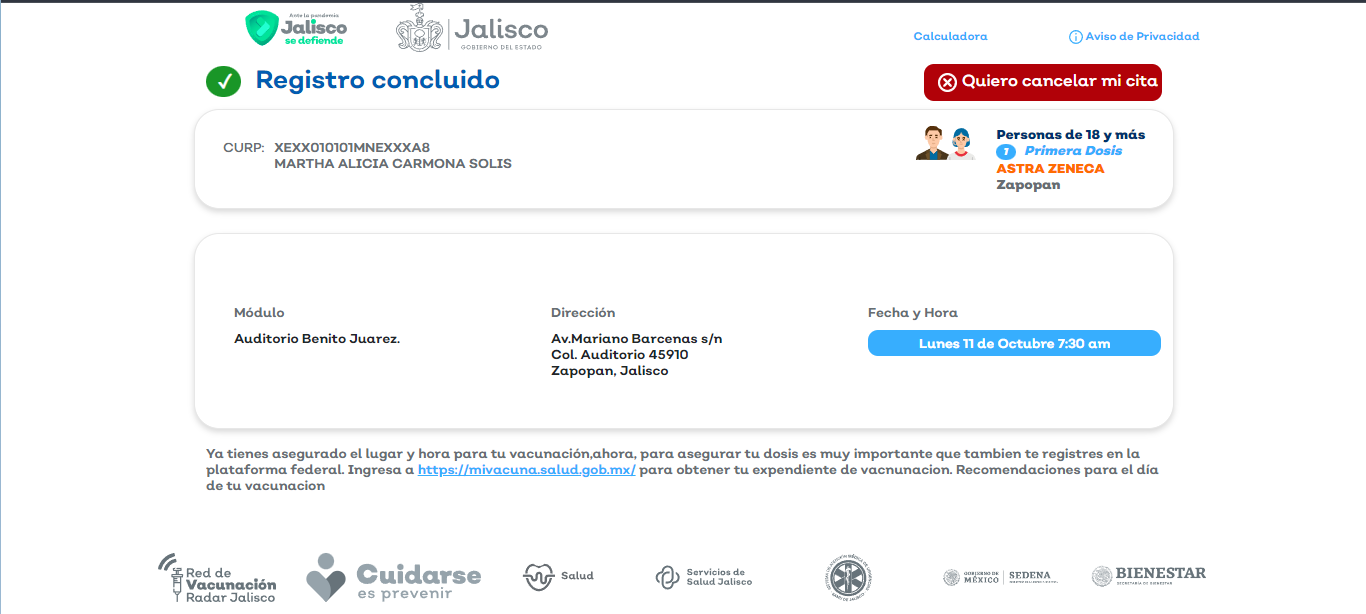 Ante la pandemia
Jalisco
se defiende
Jalisco
GOBIERNO DEL ESTADO
Calculadora
Aviso de Privacidad
Registro concluido
Quiero cancelar mi cita
CURP: XEXX010101MNEXXXA8
MARTHA ALICIA CARMONA SOLIS
Personas de 18 y más
1 Primera Dosis
ASTRA ZENECA
Zapopan
Módulo
Auditorio Benito Juarez.
Dirección
Av.Mariano Barcenas s/n
Col. Auditorio 45910
Zapopan, Jalisco
Fecha y Hora
Lunes 11 de Octubre 7:30 am
Ya tienes asegurado el lugar y hora para tu vacunación,ahora, para asegurar tu dosis es muy importante que tambien te registres en la
plataforma federal. Ingresa a https://mivacuna.salud.gob.mx/ para obtener tu expendiente de vacnunacion. Recomendaciones para el día
de tu vacunacion
Red de
Vacunación
Radar Jalisco
Cuidarse
es prevenir
Salud
Servicios de
Salud Jalisco
GOBIERNO DE
MÉXICO
SEDENA
BIENESTAR
SECRETARÍA DE BIENESTAR